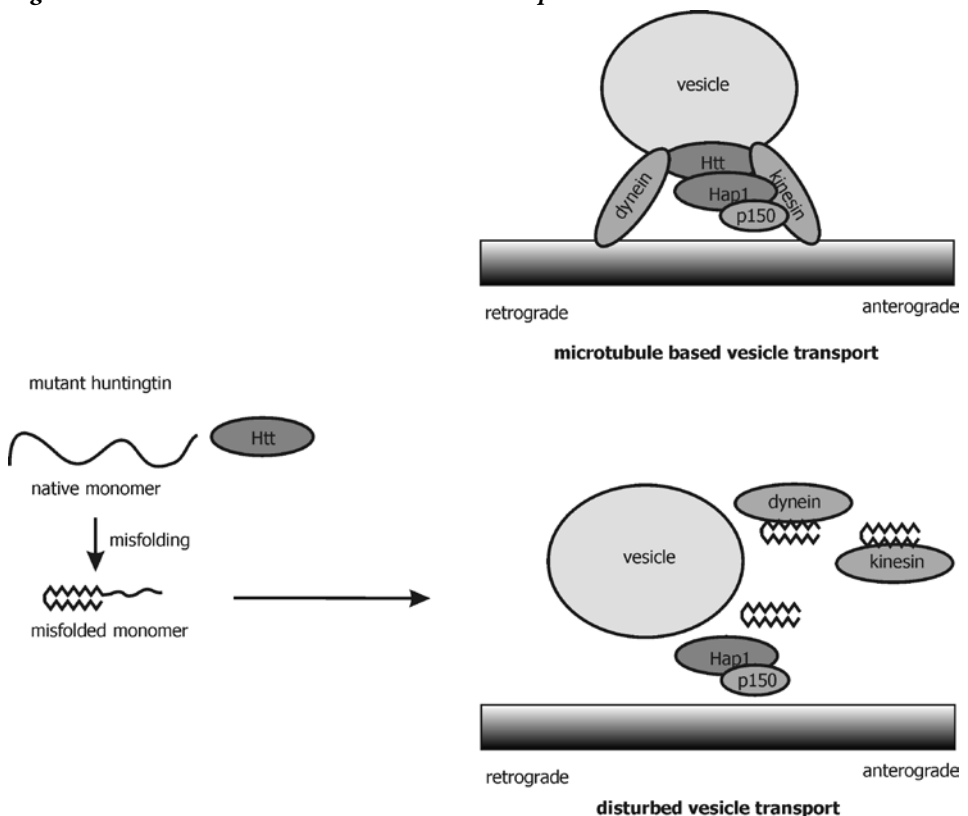 vesicle
Htt
dynein
Hap1
kinesin
p150
retrograde
anterograde
microtubule based vesicle transport
mutant huntingtin
Htt
native monomer
misfolding
misfolded monomer
dynein
vesicle
kinesin
Hap1
p150
retrograde
anterograde
disturbed vesicle transport